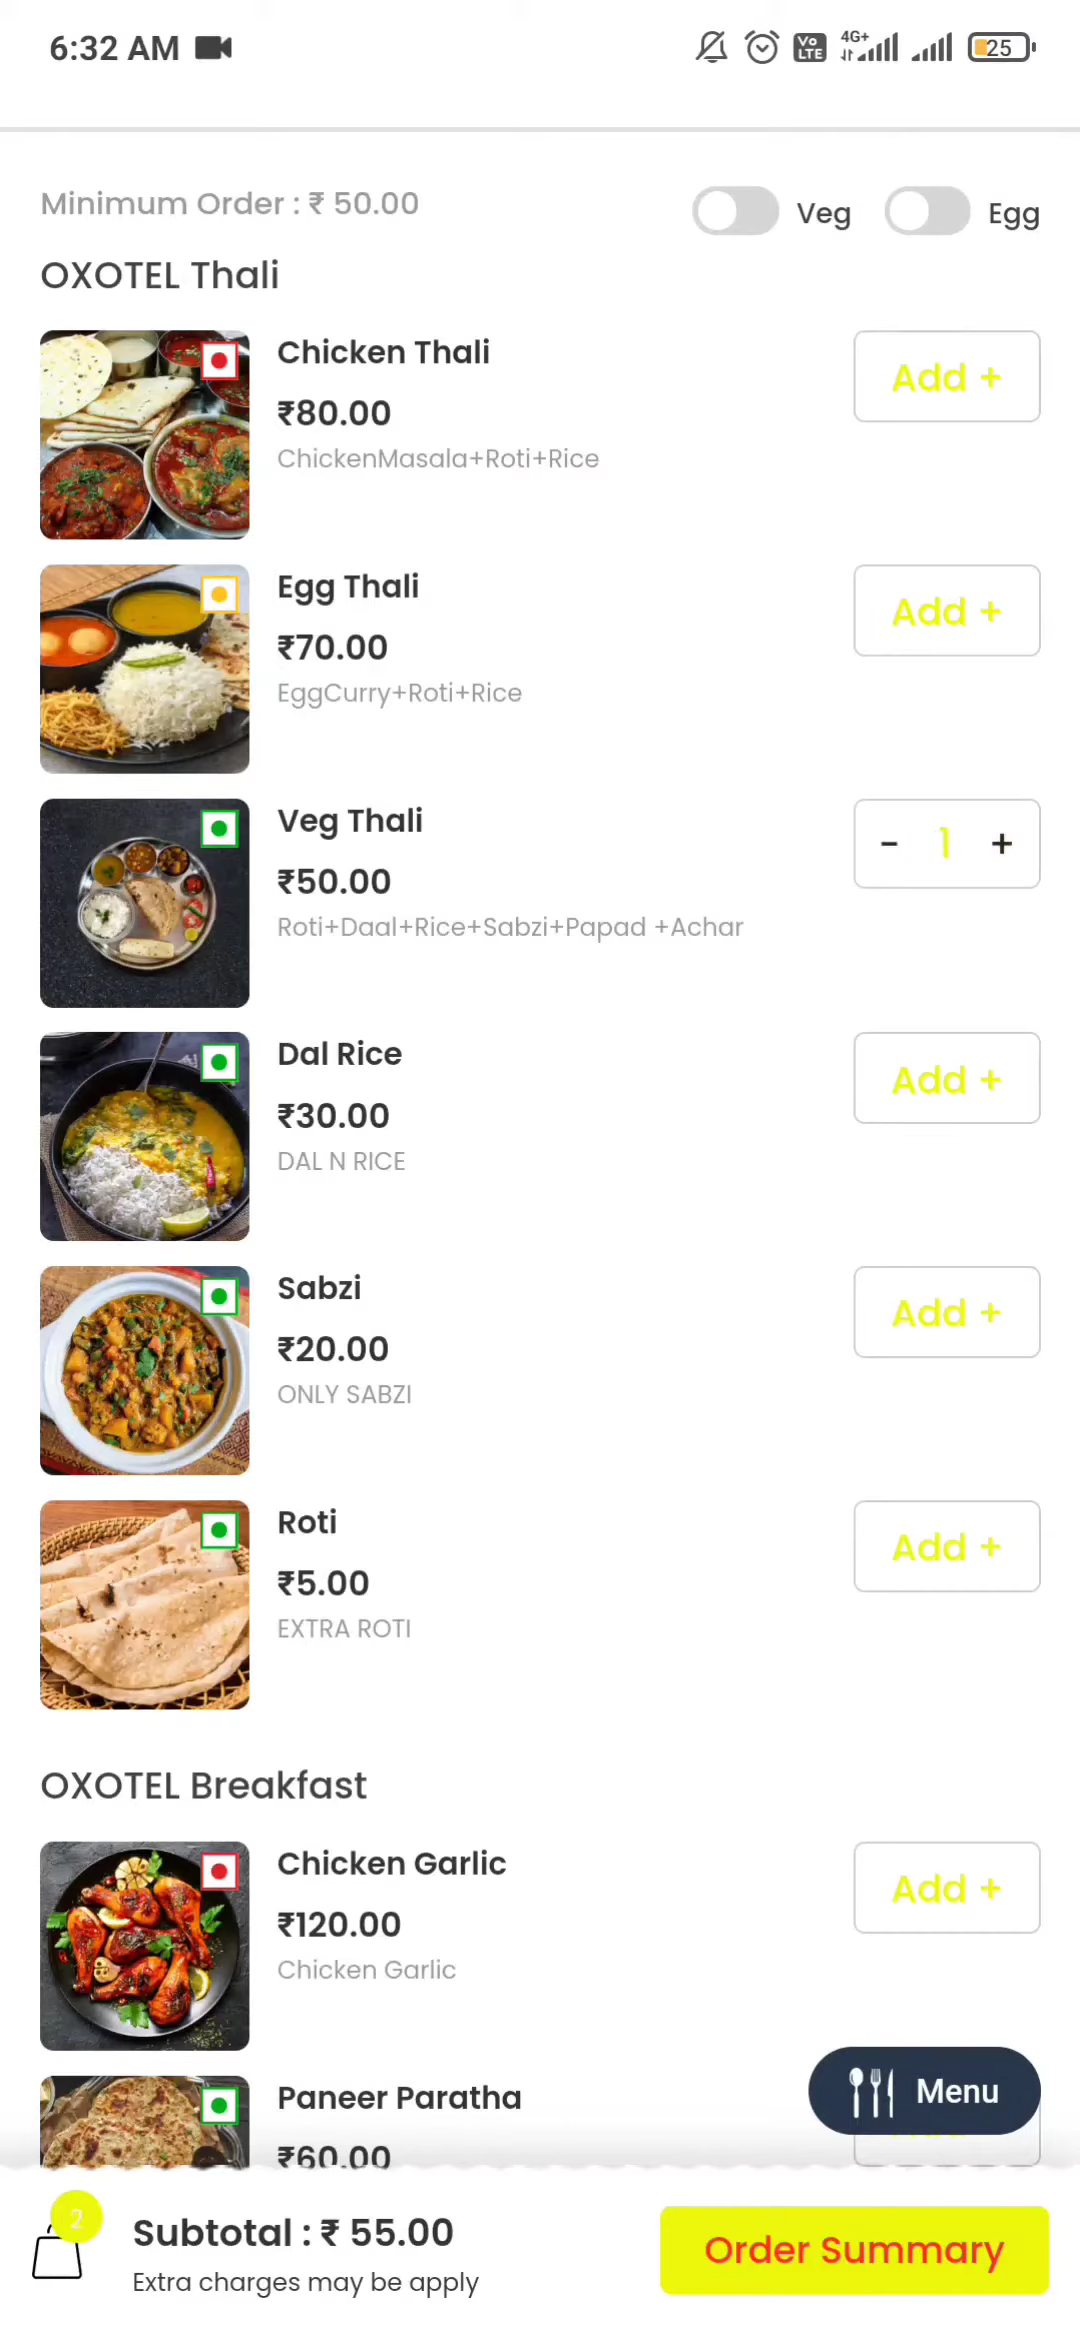 6:32 AM
Vo LTE 4G+ 25
Minimum Order : ₹ 50.00
Veg
Egg
OXOTEL Thali
Chicken Thali
Add +
₹80.00
ChickenMasala+Roti+Rice
Egg Thali
Add +
₹70.00
EggCurry+Roti+Rice
Veg Thali
- 1 +
₹50.00
Roti+Daal+Rice+Sabzi+Papad +Achar
Dal Rice
Add +
₹30.00
DAL N RICE
Sabzi
Add +
₹20.00
ONLY SABZI
Roti
Add +
₹5.00
EXTRA ROTI
OXOTEL Breakfast
Chicken Garlic
Add +
₹120.00
Chicken Garlic
Paneer Paratha
Menu
₹60.00
2
Subtotal : ₹ 55.00
Order Summary
Extra charges may be apply